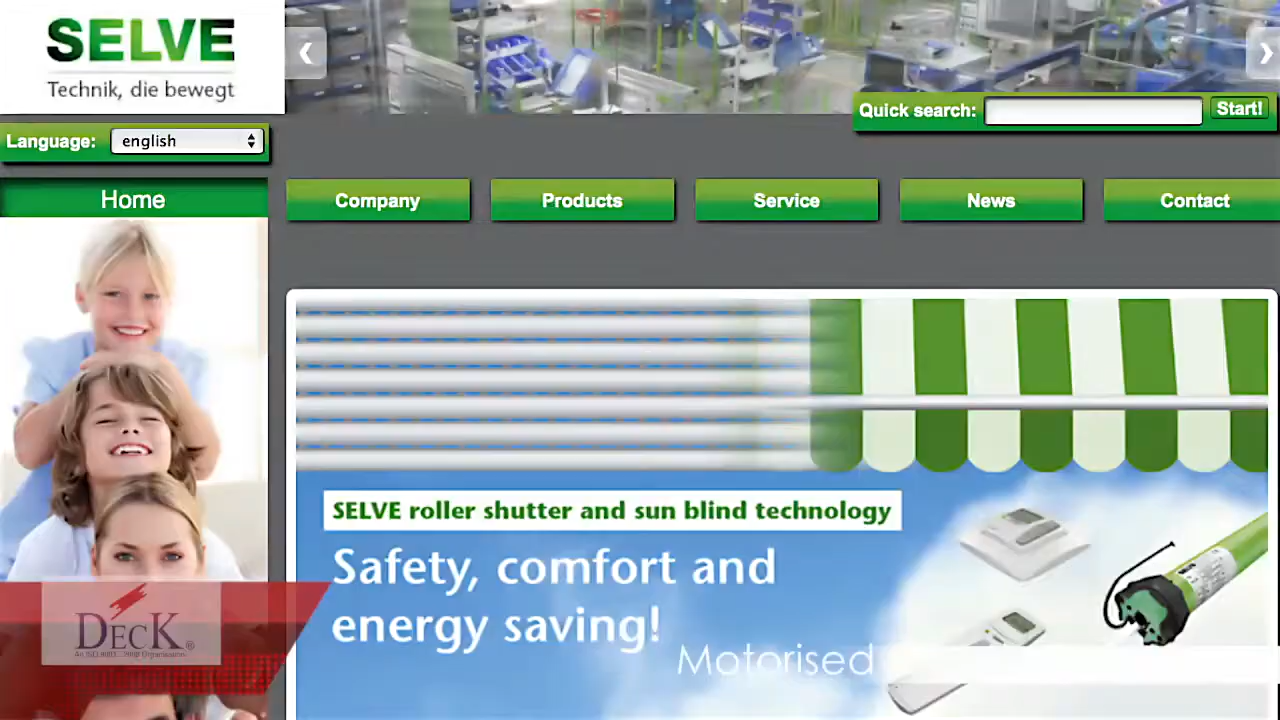 SELVE
Technik, die bewegt
Quick search:
Start!
Language:
english
Home
Company
Products
Service
News
Contact
SELVE roller shutter and sun blind technology
Safety, comfort and
energy saving!
Motorised
DECK®